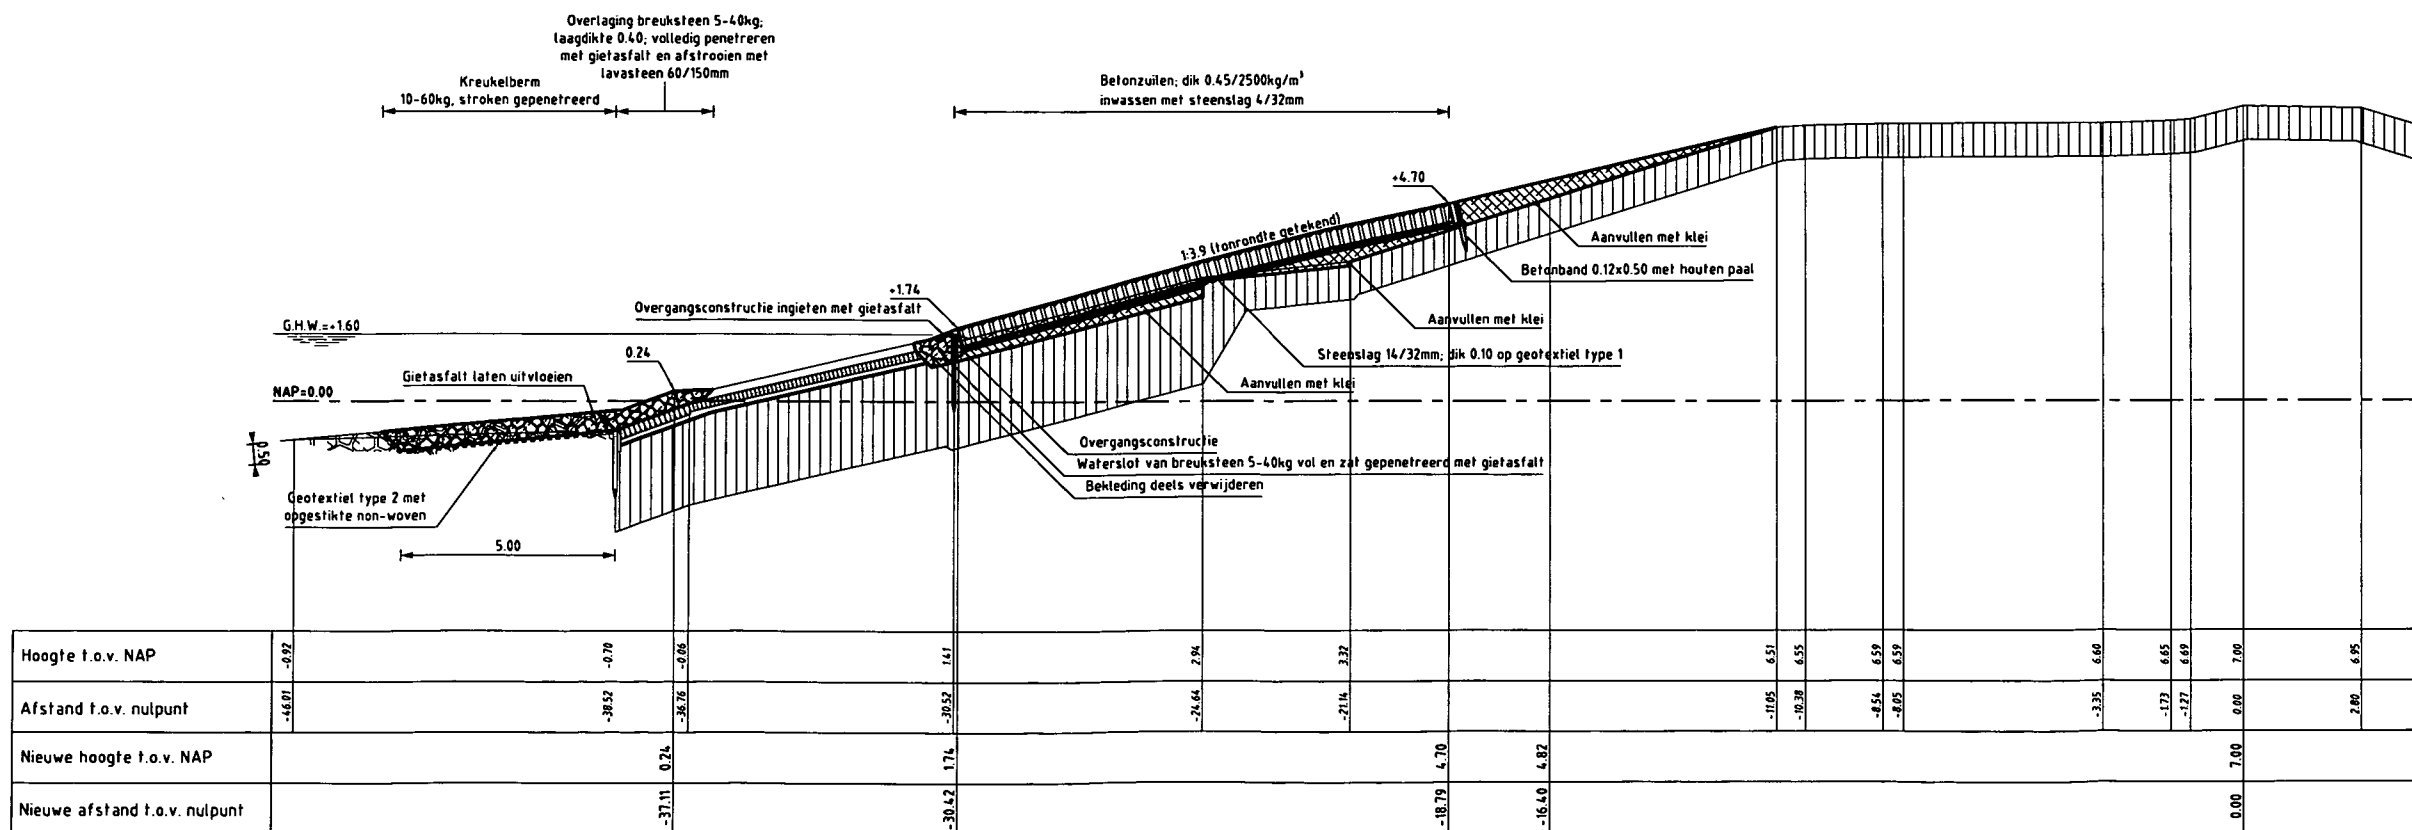 Overlaging breuksteen 5-40kg;
laagdikte 0.40; volledig penetreren
met gietasfalt en afstrooien met
lavasteen 60/150mm
Kreukelberm
10-60kg, stroken gepenetreerd
Betonzuilen; dik 0.45/2500kg/m³
inwassen met steenslag 4/32mm
+4.70
1:3.9 (tonrondte getekend)
Aanvullen met klei
Betonband 0.12x0.50 met houten paal
+1.74
Overgangsconstructie ingieten met gietasfalt
G.H.W.=+1.60
Aanvullen met klei
0.24
Steenslag 14/32mm; dik 0.10 op geotextiel type 1
Gietasfalt laten uitvloeien
Aanvullen met klei
NAP=0.00
0.50
Overgangsconstructie
Waterslot van breuksteen 5-40kg vol en zat gepenetreerd met gietasfalt
Bekleding deels verwijderen
Geotextiel type 2 met
opgestikte non-woven
5.00
Hoogte t.o.v. NAP -0.92 -0.70 -0.06 1.41 2.94 3.32 6.51 6.55 6.59 6.59 6.60 6.65 6.69 7.00 6.95
Afstand t.o.v. nulpunt -46.01 -38.52 -36.76 -30.52 -24.64 -21.14 -11.05 -10.38 -8.54 -8.05 -3.35 -1.73 -1.27 0.00 2.80
Nieuwe hoogte t.o.v. NAP 0.24 1.74 4.70 4.82 7.00
Nieuwe afstand t.o.v. nulpunt -37.11 -30.42 -18.79 -16.40 0.00